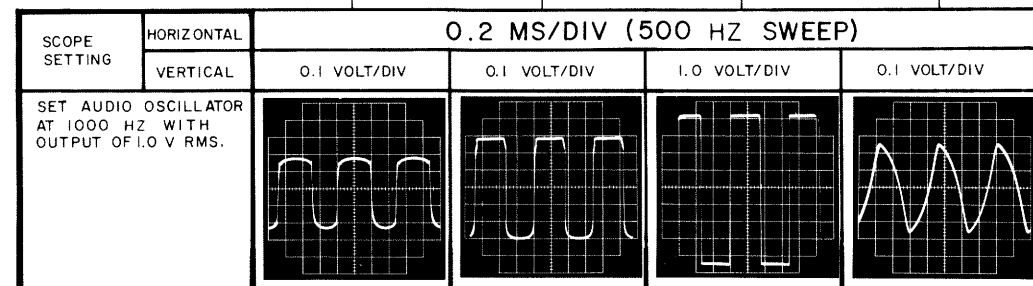 SCOPE
SETTING
HORIZONTAL
0.2 MS/DIV (500 HZ SWEEP)
VERTICAL
0.1 VOLT/DIV
0.1 VOLT/DIV
1.0 VOLT/DIV
0.1 VOLT/DIV
SET AUDIO OSCILLATOR
AT 1000 HZ WITH
OUTPUT OF 1.0 V RMS.